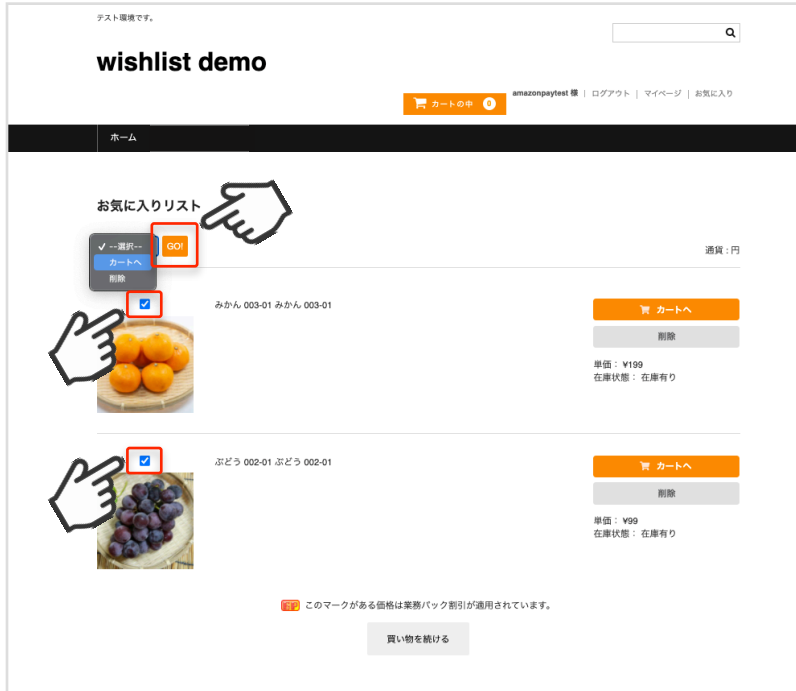 テスト環境です。
wishlist demo
カートの中 0
amazonpaytest 様 | ログアウト | マイページ | お気に入り
ホーム
お気に入りリスト
✓ --選択--
カートへ
削除
GO!
通貨 : 円
みかん 003-01 みかん 003-01
カートへ
削除
単価： ¥199
在庫状態： 在庫有り
ぶどう 002-01 ぶどう 002-01
カートへ
削除
単価： ¥99
在庫状態： 在庫有り
このマークがある価格は業務パック割引が適用されています。
買い物を続ける